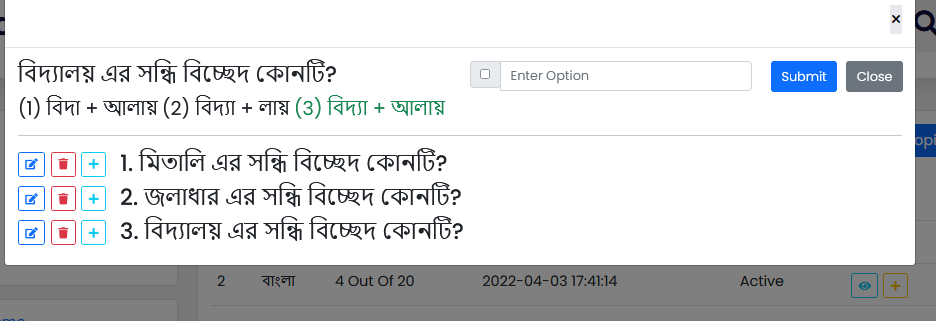 ×
বিদ্যালয় এর সন্ধি বিচ্ছেদ কোনটি?
Enter Option
Submit
Close
(1) বিদা + আলায় (2) বিদ্যা + লায় (3) বিদ্যা + আলায়
1. মিতালি এর সন্ধি বিচ্ছেদ কোনটি?
2. জলাধার এর সন্ধি বিচ্ছেদ কোনটি?
3. বিদ্যালয় এর সন্ধি বিচ্ছেদ কোনটি?
2 বাংলা 4 Out Of 20 2022-04-03 17:41:14 Active